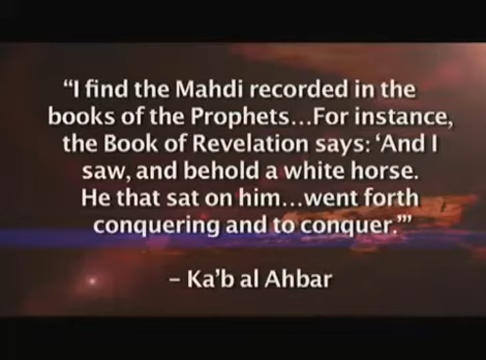 “I find the Mahdi recorded in the
books of the Prophets...For instance,
the Book of Revelation says: ‘And I
saw, and behold a white horse.
He that sat on him...went forth
conquering and to conquer.’”
– Ka’b al Ahbar